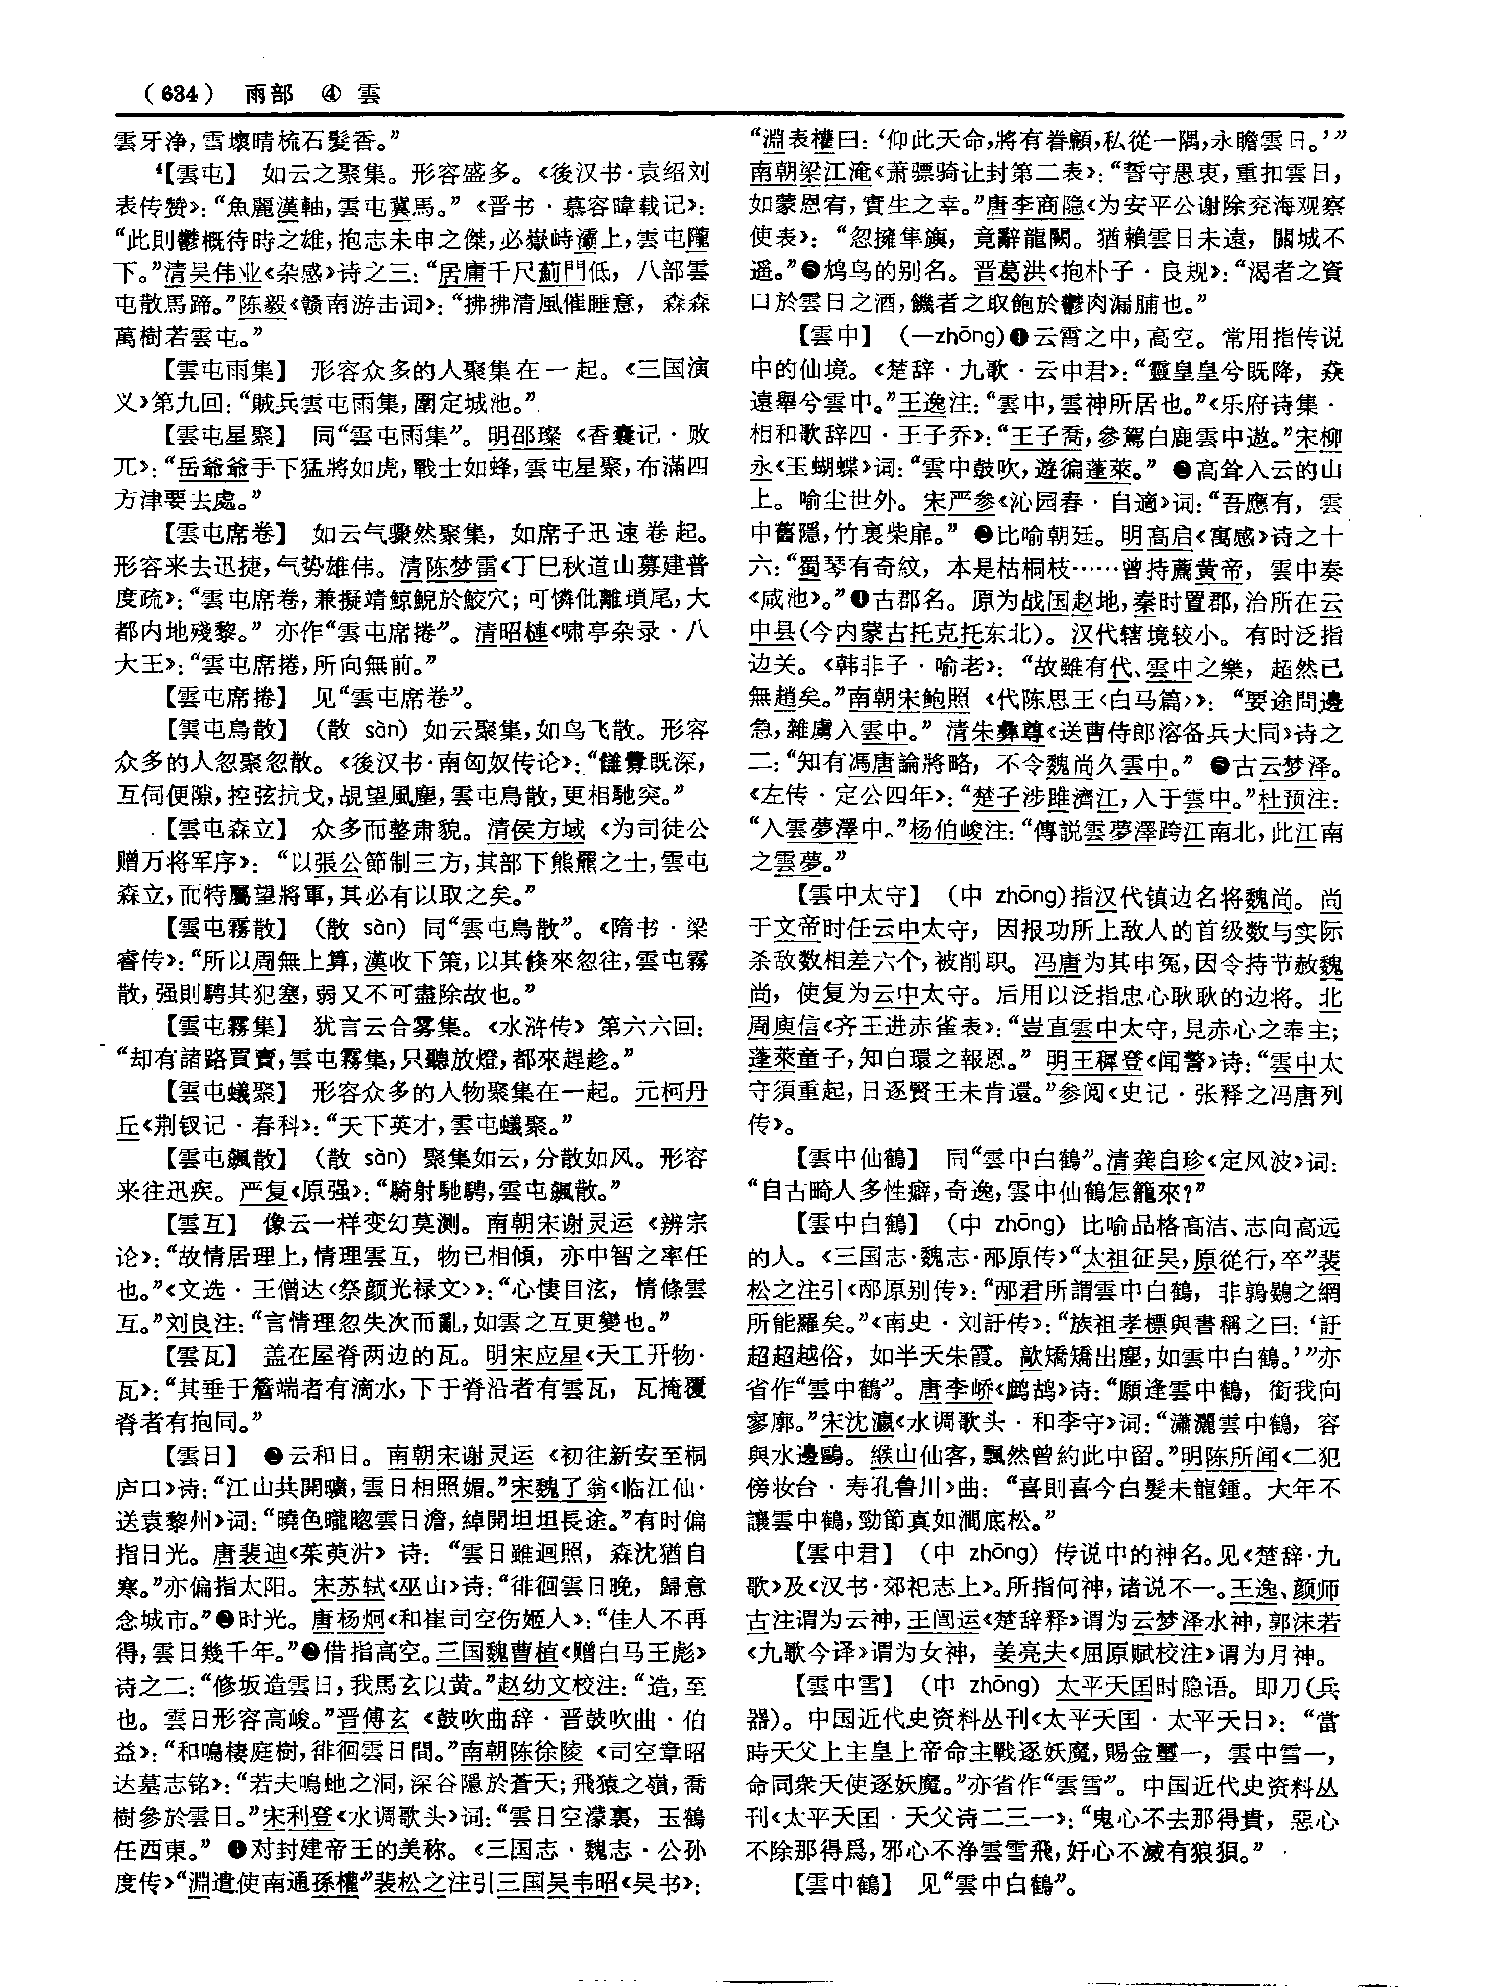 （634） 雨部 ④ 雲
雲牙浄，雪壞晴梳石髮香。”
【雲屯】 如云之聚集。形容盛多。《後汉书·袁绍刘
表传赞》：“魚麗漢軸，雲屯冀馬。”《晋书·慕容暐载记》：
“此則鬱概待時之雄，抱志未申之傑，必嶽峙灞上，雲屯隴
下。”清吴伟业《杂感》诗之三：“居庸千尺薊門低，八部雲
屯散馬蹄。”陈毅《赣南游击词》：“拂拂清風催睡意，森森
萬樹若雲屯。”
【雲屯雨集】 形容众多的人聚集在一起。《三国演
义》第九回：“賊兵雲屯雨集，圍定城池。”
【雲屯星聚】 同“雲屯雨集”。明邵璨《香囊记·败
兀》：“岳爺爺手下猛將如虎，戰士如蜂，雲屯星聚，布滿四
方津要去處。”
【雲屯席卷】 如云气骤然聚集，如席子迅速卷起。
形容来去迅捷，气势雄伟。清陈梦雷《丁巳秋道山募建普
度疏》：“雲屯席卷，兼擬靖鯨鯢於鮫穴；可憐仳離瑣尾，大
都内地殘黎。”亦作“雲屯席捲”。清昭槤《啸亭杂录·八
大王》：“雲屯席捲，所向無前。”
【雲屯席捲】 见“雲屯席卷”。
【雲屯鳥散】 （散 sàn）如云聚集，如鸟飞散。形容
众多的人忽聚忽散。《後汉书·南匈奴传论》：“讎釁既深，
互伺便隙，控弦抗戈，覘望風塵，雲屯鳥散，更相馳突。”
【雲屯森立】 众多而整肃貌。清侯方域《为司徒公
赠万将军序》：“以張公節制三方，其部下熊羆之士，雲屯
森立，而特屬望將軍，其必有以取之矣。”
【雲屯霧散】 （散 sàn）同“雲屯鳥散”。《隋书·梁
睿传》：“所以周無上算，漢收下策，以其倏來忽往，雲屯霧
散，强則騁其犯塞，弱又不可盡除故也。”
【雲屯霧集】 犹言云合雾集。《水浒传》第六六回：
“却有諸路買賣，雲屯霧集，只聽放燈，都來趕趁。”
【雲屯蟻聚】 形容众多的人物聚集在一起。元柯丹
丘《荆钗记·春科》：“天下英才，雲屯蟻聚。”
【雲屯飆散】 （散 sàn）聚集如云，分散如风。形容
来往迅疾。严复《原强》：“騎射馳騁，雲屯飆散。”
【雲互】 像云一样变幻莫测。南朝宋谢灵运《辨宗
论》：“故情居理上，情理雲互，物已相傾，亦中智之率任
也。”《文选·王僧达〈祭颜光禄文〉》：“心悽目泫，情條雲
互。”刘良注：“言情理忽失次而亂，如雲之互更變也。”
【雲瓦】 盖在屋脊两边的瓦。明宋应星《天工开物·
瓦》：“其垂于簷端者有滴水，下于脊沿者有雲瓦，瓦掩覆
脊者有抱同。”
【雲日】 ❶云和日。南朝宋谢灵运《初往新安至桐
庐口》诗：“江山共開曠，雲日相照媚。”宋魏了翁《临江仙·
送袁黎州》词：“曉色曨䁗雲日澹，綽開坦坦長途。”有时偏
指日光。唐裴迪《茱萸沜》诗：“雲日雖迴照，森沈猶自
寒。”亦偏指太阳。宋苏轼《巫山》诗：“徘徊雲日晚，歸意
念城市。”❷时光。唐杨炯《和崔司空伤姬人》：“佳人不再
得，雲日幾千年。”❸借指高空。三国魏曹植《赠白马王彪》
诗之二：“修坂造雲日，我馬玄以黄。”赵幼文校注：“造，至
也。雲日形容高峻。”晋傅玄《鼓吹曲辞·晋鼓吹曲·伯
益》：“和鳴棲庭樹，徘徊雲日間。”南朝陈徐陵《司空章昭
达墓志铭》：“若夫鳴虵之洞，深谷隱於蒼天；飛猿之嶺，喬
樹參於雲日。”宋利登《水调歌头》词：“雲日空濛裏，玉鶴
任西東。”❹对封建帝王的美称。《三国志·魏志·公孙
度传》“淵遣使南通孫權”裴松之注引三国吴韦昭《吴书》：
“淵表權曰：‘仰此天命，將有眷顧，私從一隅，永瞻雲日。’”
南朝梁江淹《萧骠骑让封第二表》：“誓守愚衷，重扣雲日，
如蒙恩宥，實生之幸。”唐李商隐《为安平公谢除兖海观察
使表》：“忽擁隼旟，竟辭龍闕。猶賴雲日未遠，闕城不
遥。”❺鸩鸟的别名。晋葛洪《抱朴子·良规》：“渴者之資
口於雲日之酒，饑者之取飽於鬱肉漏脯也。”
【雲中】 （一zhōng）❶云霄之中，高空。常用指传说
中的仙境。《楚辞·九歌·云中君》：“靈皇皇兮既降，猋
遠舉兮雲中。”王逸注：“雲中，雲神所居也。”《乐府诗集·
相和歌辞四·王子乔》：“王子喬，參駕白鹿雲中遨。”宋柳
永《玉蝴蝶》词：“雲中鼓吹，遊徧蓬萊。”❷高耸入云的山
上。喻尘世外。宋严参《沁园春·自適》词：“吾應有，雲
中舊隱，竹裏柴扉。”❸比喻朝廷。明高启《寓感》诗之十
六：“蜀琴有奇紋，本是枯桐枝……曾持薦黄帝，雲中奏
《咸池》。”❹古郡名。原为战国赵地，秦时置郡，治所在云
中县（今内蒙古托克托东北）。汉代辖境较小。有时泛指
边关。《韩非子·喻老》：“故雖有代、雲中之樂，超然已
無趙矣。”南朝宋鲍照《代陈思王〈白马篇〉》：“要途問邊
急，雜虜入雲中。”清朱彝尊《送曹侍郎溶备兵大同》诗之
二：“知有馮唐論將略，不令魏尚久雲中。”❺古云梦泽。
《左传·定公四年》：“楚子涉雎濟江，入于雲中。”杜预注：
“入雲夢澤中。”杨伯峻注：“傳説雲夢澤跨江南北，此江南
之雲夢。”
【雲中太守】 （中 zhōng）指汉代镇边名将魏尚。尚
于文帝时任云中太守，因报功所上敌人的首级数与实际
杀敌数相差六个，被削职。冯唐为其申冤，因令持节赦魏
尚，使复为云中太守。后用以泛指忠心耿耿的边将。北
周庾信《齐王进赤雀表》：“豈直雲中太守，見赤心之奉主；
蓬萊童子，知白環之報恩。”明王穉登《闻警》诗：“雲中太
守須重起，日逐賢王未肯還。”参阅《史记·张释之冯唐列
传》。
【雲中仙鶴】 同“雲中白鶴”。清龚自珍《定风波》词：
“自古畸人多性癖，奇逸，雲中仙鶴怎籠來？”
【雲中白鶴】 （中 zhōng）比喻品格高洁、志向高远
的人。《三国志·魏志·邴原传》“太祖征吴，原從行，卒”裴
松之注引《邴原别传》：“邴君所謂雲中白鶴，非鶉鷃之網
所能羅矣。”《南史·刘訏传》：“族祖孝標與書稱之曰：‘訏
超超越俗，如半天朱霞。歊矯矯出塵，如雲中白鶴。’”亦
省作“雲中鶴”。唐李峤《鹧鸪》诗：“願逢雲中鶴，銜我向
寥廓。”宋沈瀛《水调歌头·和李守》词：“瀟灑雲中鶴，容
與水邊鷗。緱山仙客，飄然曾約此中留。”明陈所闻《二犯
傍妆台·寿孔鲁川》曲：“喜則喜今白髮未龍鍾。大年不
讓雲中鶴，勁節真如澗底松。”
【雲中君】 （中 zhōng）传说中的神名。见《楚辞·九
歌》及《汉书·郊祀志上》。所指何神，诸说不一。王逸、颜师
古注谓为云神，王闿运《楚辞释》谓为云梦泽水神，郭沫若
《九歌今译》谓为女神，姜亮夫《屈原赋校注》谓为月神。
【雲中雪】 （中 zhōng）太平天囯时隐语。即刀（兵
器）。中国近代史资料丛刊《太平天国·太平天日》：“當
時天父上主皇上帝命主戰逐妖魔，賜金璽一，雲中雪一，
命同衆天使逐妖魔。”亦省作“雲雪”。中国近代史资料丛
刊《太平天囯·天父诗二三一》：“鬼心不去那得貴，惡心
不除那得爲，邪心不净雲雪飛，奸心不滅有狼狽。”
【雲中鶴】 见“雲中白鶴”。